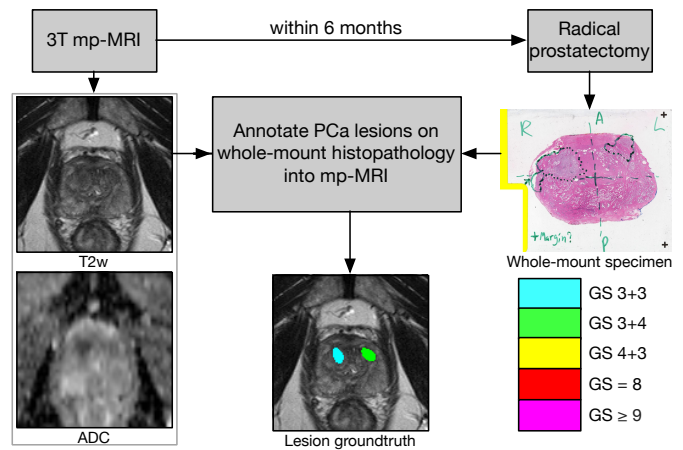 3T mp-MRI
within 6 months
Radical
prostatectomy
Annotate PCa lesions on
whole-mount histopathology
into mp-MRI
R
A
L
+Margin?
P
T2w
Whole-mount specimen
ADC
Lesion groundtruth
GS 3+3
GS 3+4
GS 4+3
GS = 8
GS ≥ 9